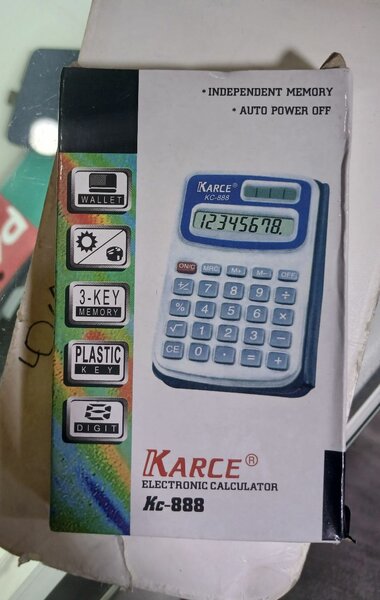 • INDEPENDENT MEMORY
• AUTO POWER OFF
WALLET
3-KEY
MEMORY
PLASTIC
KEY
8
DIGIT
KARCE®
KC-888
12345678.
ON/C MRC M+ M− OFF
+/− 7 8 9 ÷
% 4 5 6 ×
√ 1 2 3 −
CE 0 . = +
KARCE®
ELECTRONIC CALCULATOR
Kc-888